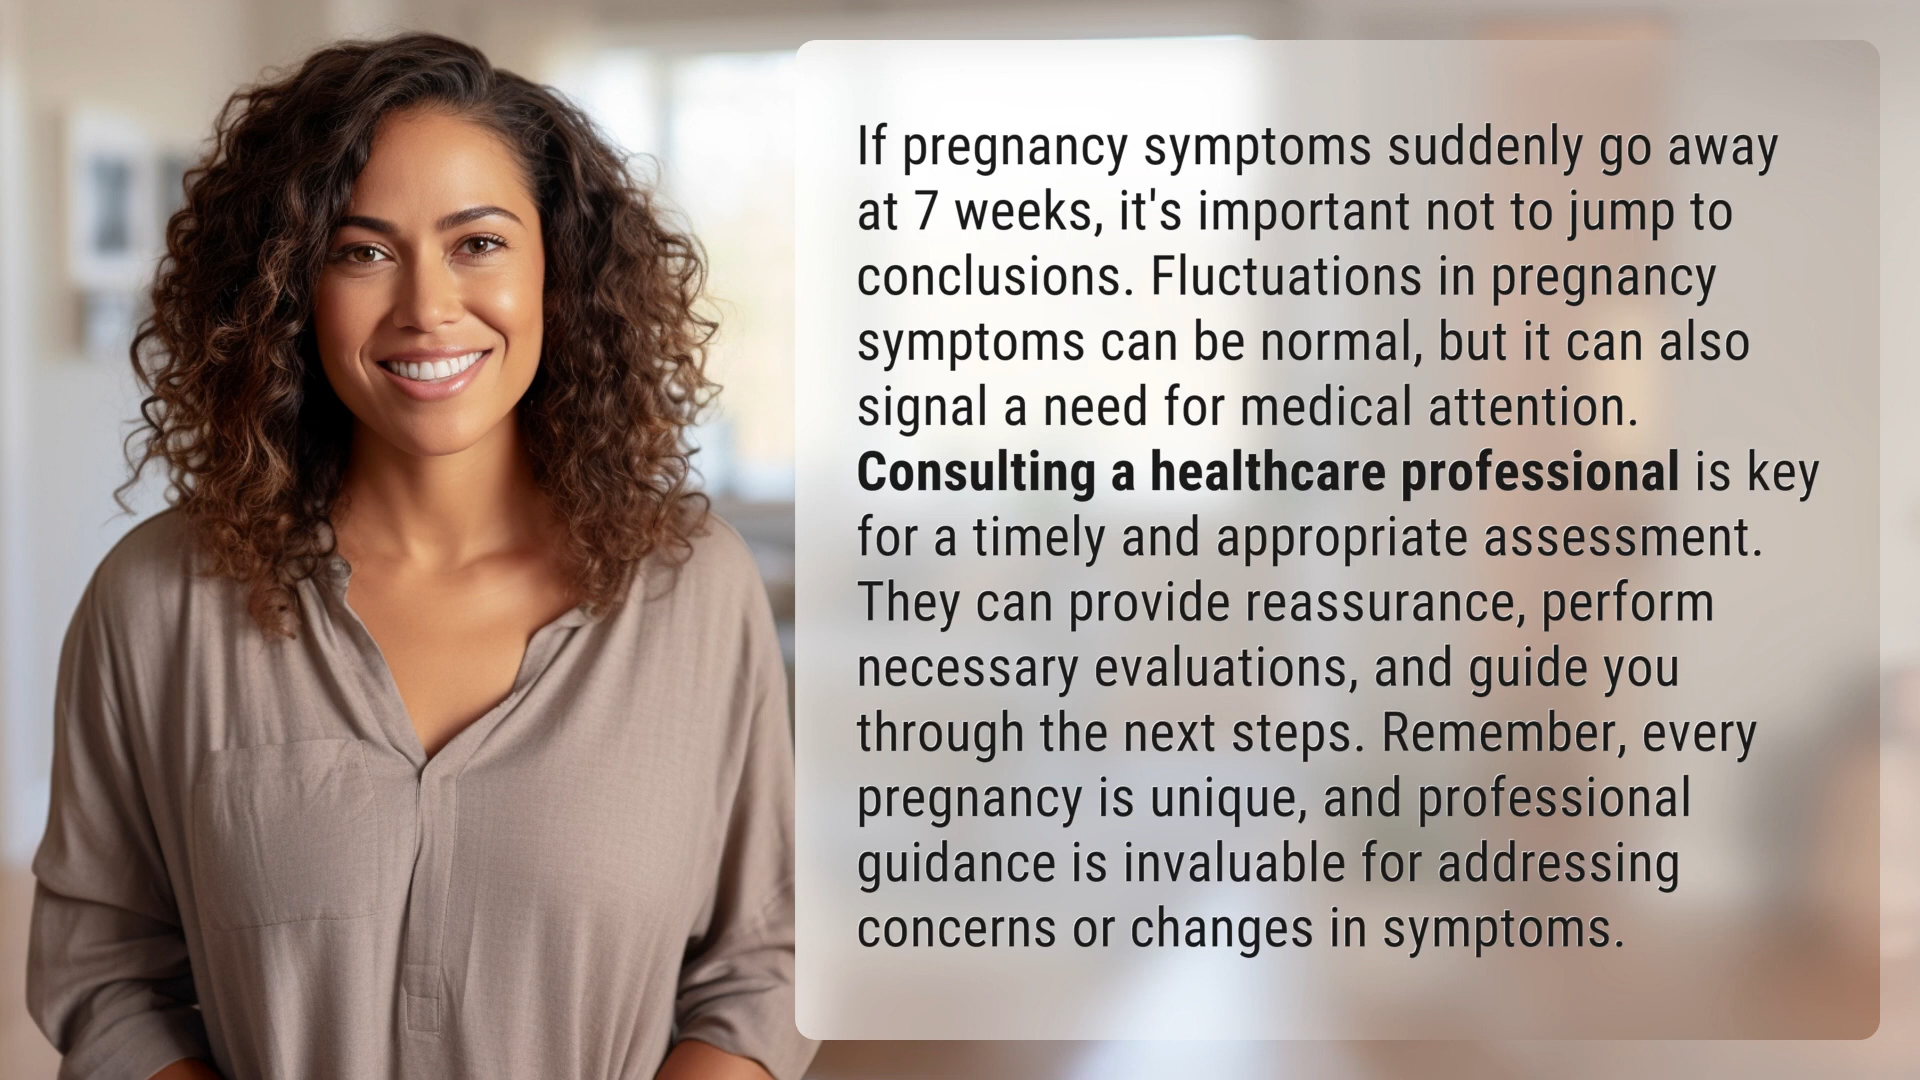 If pregnancy symptoms suddenly go away
at 7 weeks, it's important not to jump to
conclusions. Fluctuations in pregnancy
symptoms can be normal, but it can also
signal a need for medical attention.
Consulting a healthcare professional is key
for a timely and appropriate assessment.
They can provide reassurance, perform
necessary evaluations, and guide you
through the next steps. Remember, every
pregnancy is unique, and professional
guidance is invaluable for addressing
concerns or changes in symptoms.